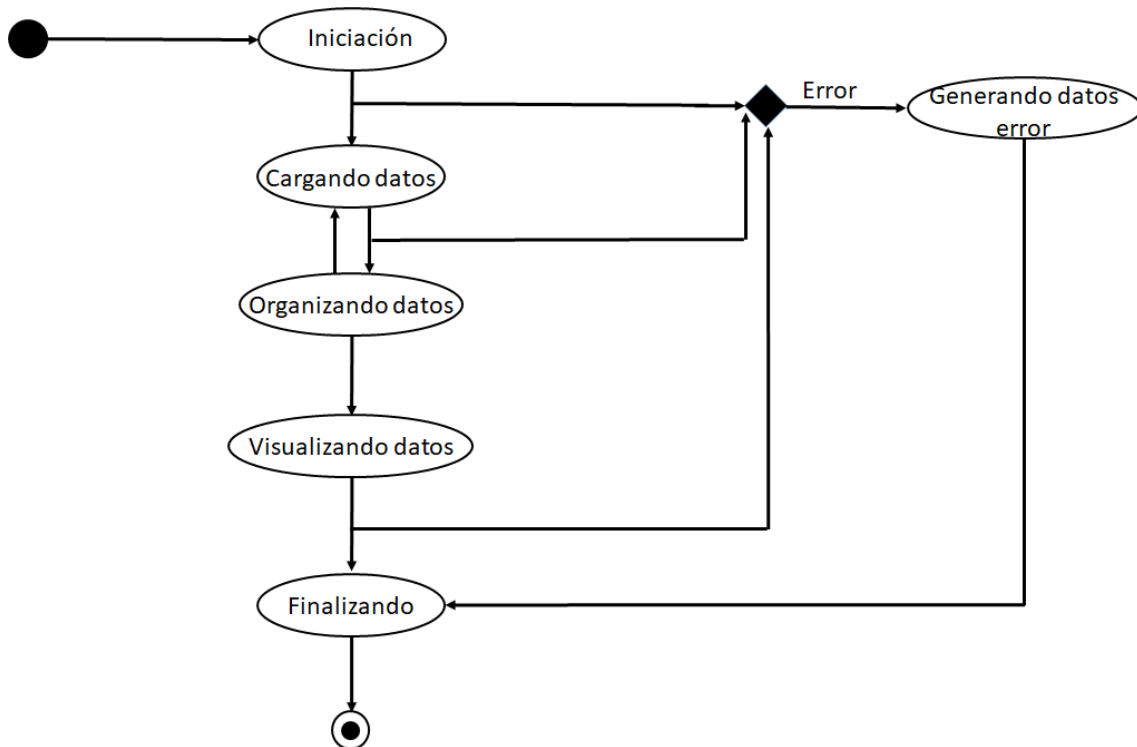 Iniciación
Error
Generando datos
error
Cargando datos
Organizando datos
Visualizando datos
Finalizando